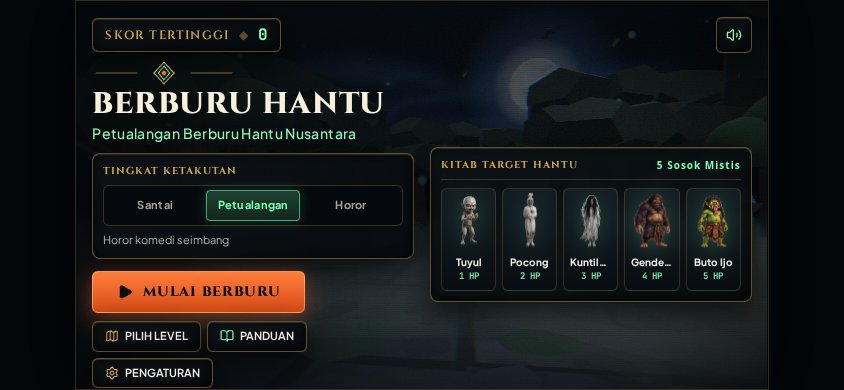 SKOR TERTINGGI ◆ 0
BERBURU HANTU
Petualangan Berburu Hantu Nusantara
TINGKAT KETAKUTAN
Santai Petualangan Horor
Horor komedi seimbang
MULAI BERBURU
PILIH LEVEL PANDUAN
PENGATURAN
KITAB TARGET HANTU 5 Sosok Mistis
Tuyul Pocong Kuntil... Gende... Buto Ijo
1 HP 2 HP 3 HP 4 HP 5 HP